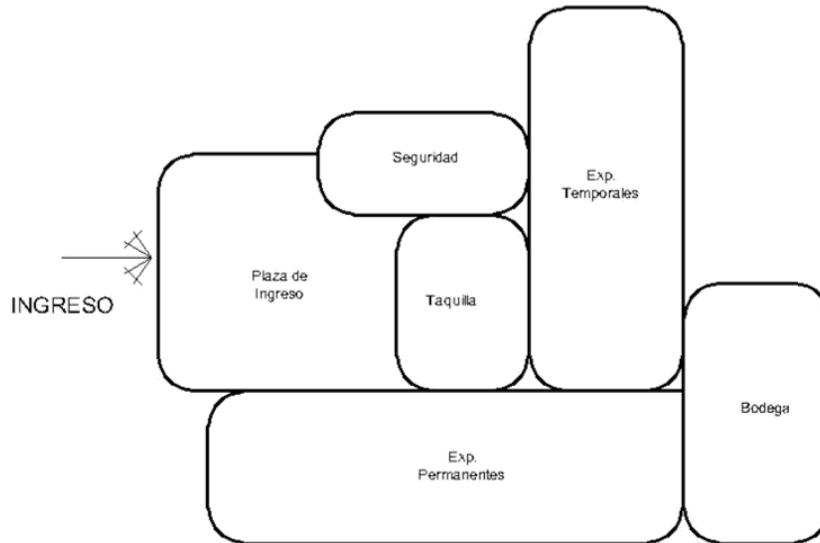 Seguridad
Exp.
Temporales
Plaza de
Ingreso
Taquilla
INGRESO
Bodega
Exp.
Permanentes